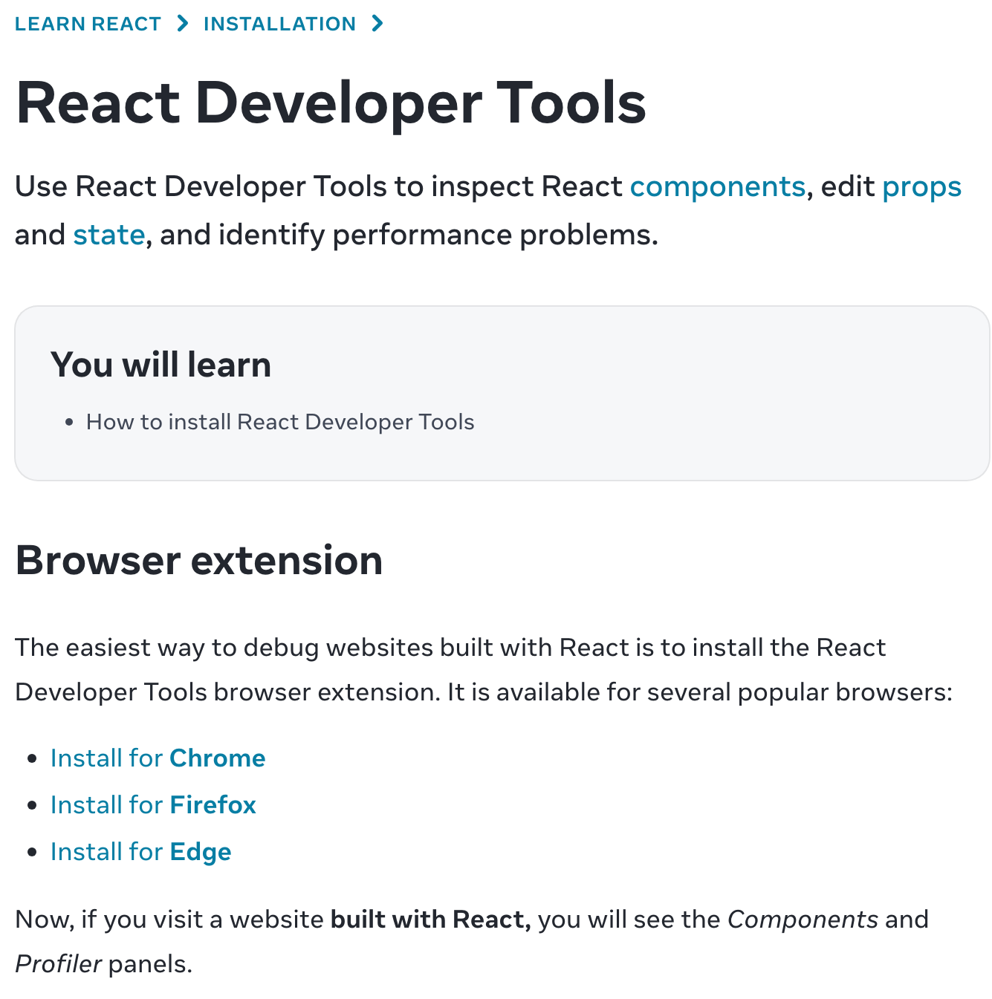 LEARN REACT > INSTALLATION >
React Developer Tools
Use React Developer Tools to inspect React components, edit props
and state, and identify performance problems.
You will learn
• How to install React Developer Tools
Browser extension
The easiest way to debug websites built with React is to install the React
Developer Tools browser extension. It is available for several popular browsers:
• Install for Chrome
• Install for Firefox
• Install for Edge
Now, if you visit a website built with React, you will see the Components and
Profiler panels.